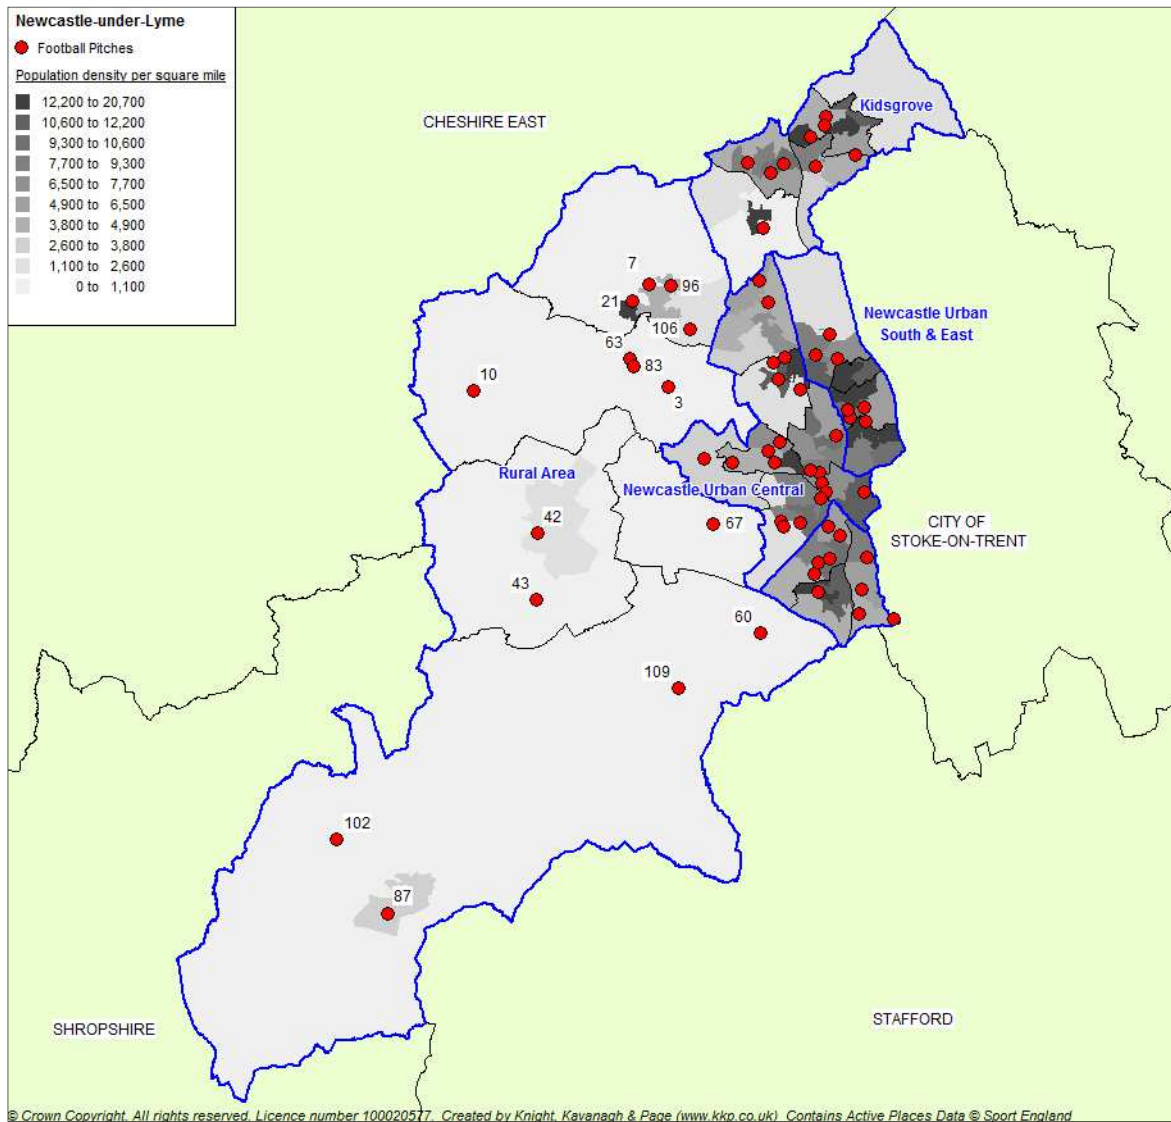 Newcastle-under-Lyme
Football Pitches
Population density per square mile
12,200 to 20,700
10,600 to 12,200
9,300 to 10,600
7,700 to 9,300
6,500 to 7,700
4,900 to 6,500
3,800 to 4,900
2,600 to 3,800
1,100 to 2,600
0 to 1,100
CHESHIRE EAST
Kidsgrove
7
96
21
106
Newcastle Urban
South & East
63
83
10
3
Rural Area
Newcastle Urban Central
42
67
CITY OF
STOKE-ON-TRENT
43
60
109
102
87
SHROPSHIRE
STAFFORD
© Crown Copyright. All rights reserved. Licence number 100020577. Created by Knight, Kavanagh & Page (www.kkp.co.uk) Contains Active Places Data © Sport England